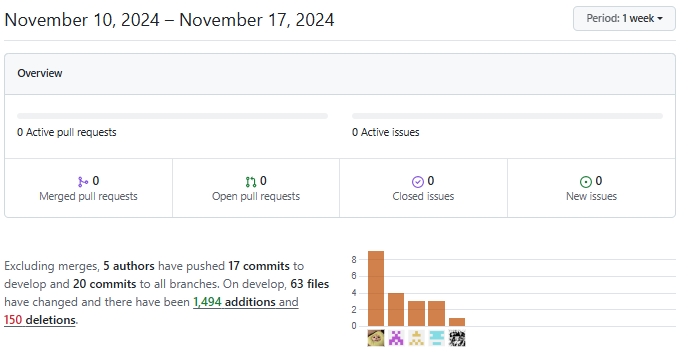 November 10, 2024 – November 17, 2024
Period: 1 week
Overview
0 Active pull requests
0 Active issues
0
Merged pull requests
0
Open pull requests
0
Closed issues
0
New issues
Excluding merges, 5 authors have pushed 17 commits to
develop and 20 commits to all branches. On develop, 63 files
have changed and there have been 1,494 additions and
150 deletions.
8
6
4
2
0